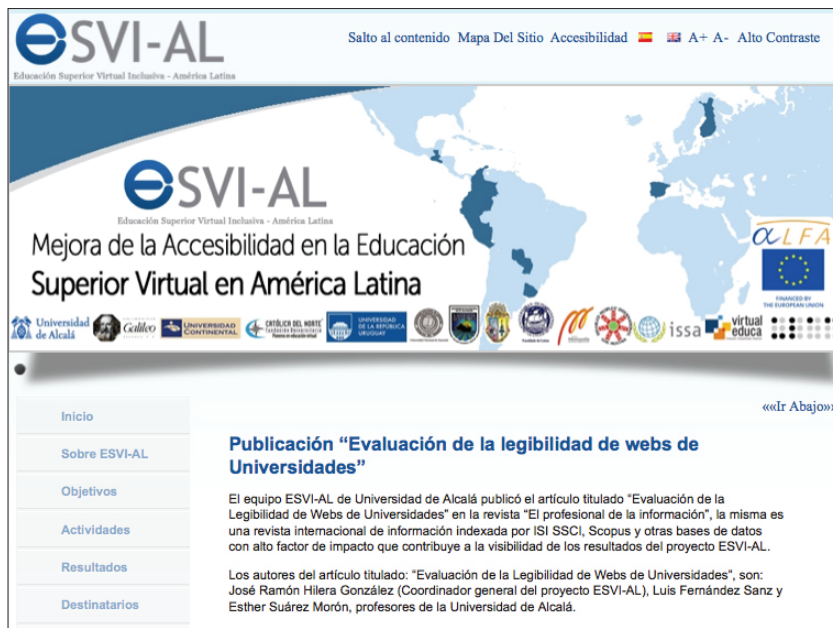 eSVI-AL
Educación Superior Virtual Inclusiva - América Latina
Salto al contenido Mapa Del Sitio Accesibilidad A+ A- Alto Contraste
eSVI-AL
Educación Superior Virtual Inclusiva - América Latina
Mejora de la Accesibilidad en la Educación
Superior Virtual en América Latina
αLFA
FINANCED BY
THE EUROPEAN UNION
Universidad
de Alcalá
Galileo
UNIVERSIDAD
CONTINENTAL
CATÓLICA DEL NORTE
Fundación Universitaria
UNIVERSIDAD
DE LA REPÚBLICA
URUGUAY
issa
virtual
educa
««Ir Abajo»»
Inicio
Sobre ESVI-AL
Objetivos
Actividades
Resultados
Destinatarios
Publicación “Evaluación de la legibilidad de webs de
Universidades”
El equipo ESVI-AL de Universidad de Alcalá publicó el artículo titulado “Evaluación de la
Legibilidad de Webs de Universidades” en la revista “El profesional de la información”, la misma es
una revista internacional de información indexada por ISI SSCI, Scopus y otras bases de datos
con alto factor de impacto que contribuye a la visibilidad de los resultados del proyecto ESVI-AL.
Los autores del artículo titulado: “Evaluación de la Legibilidad de Webs de Universidades”, son:
José Ramón Hilera González (Coordinador general del proyecto ESVI-AL), Luis Fernández Sanz y
Esther Suárez Morón, profesores de la Universidad de Alcalá.